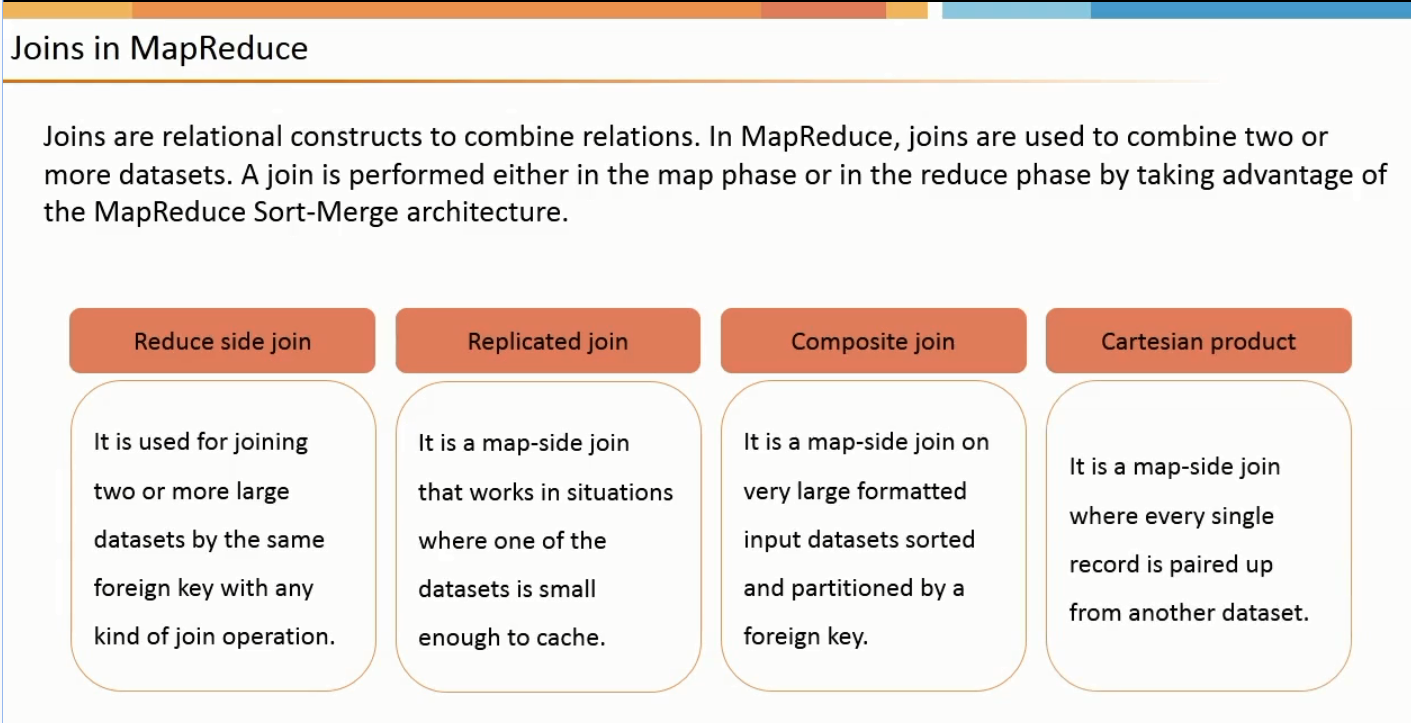 Joins in MapReduce
Joins are relational constructs to combine relations. In MapReduce, joins are used to combine two or
more datasets. A join is performed either in the map phase or in the reduce phase by taking advantage of
the MapReduce Sort-Merge architecture.
Reduce side join
It is used for joining
two or more large
datasets by the same
foreign key with any
kind of join operation.
Replicated join
It is a map-side join
that works in situations
where one of the
datasets is small
enough to cache.
Composite join
It is a map-side join on
very large formatted
input datasets sorted
and partitioned by a
foreign key.
Cartesian product
It is a map-side join
where every single
record is paired up
from another dataset.